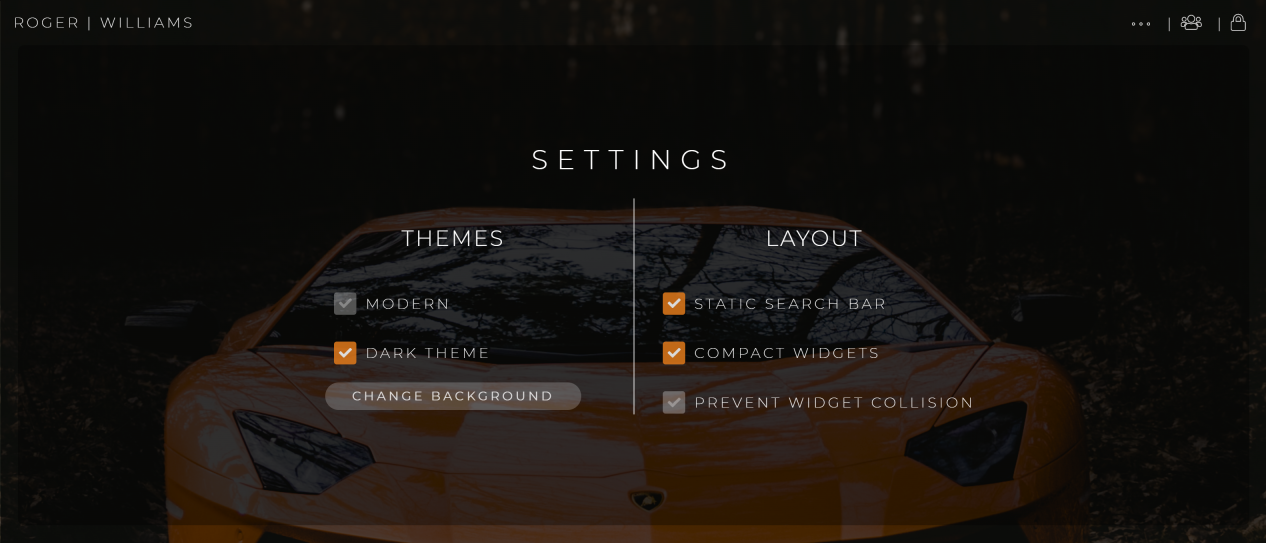 ROGER | WILLIAMS
SETTINGS
THEMES
MODERN
DARK THEME
CHANGE BACKGROUND
LAYOUT
STATIC SEARCH BAR
COMPACT WIDGETS
PREVENT WIDGET COLLISION